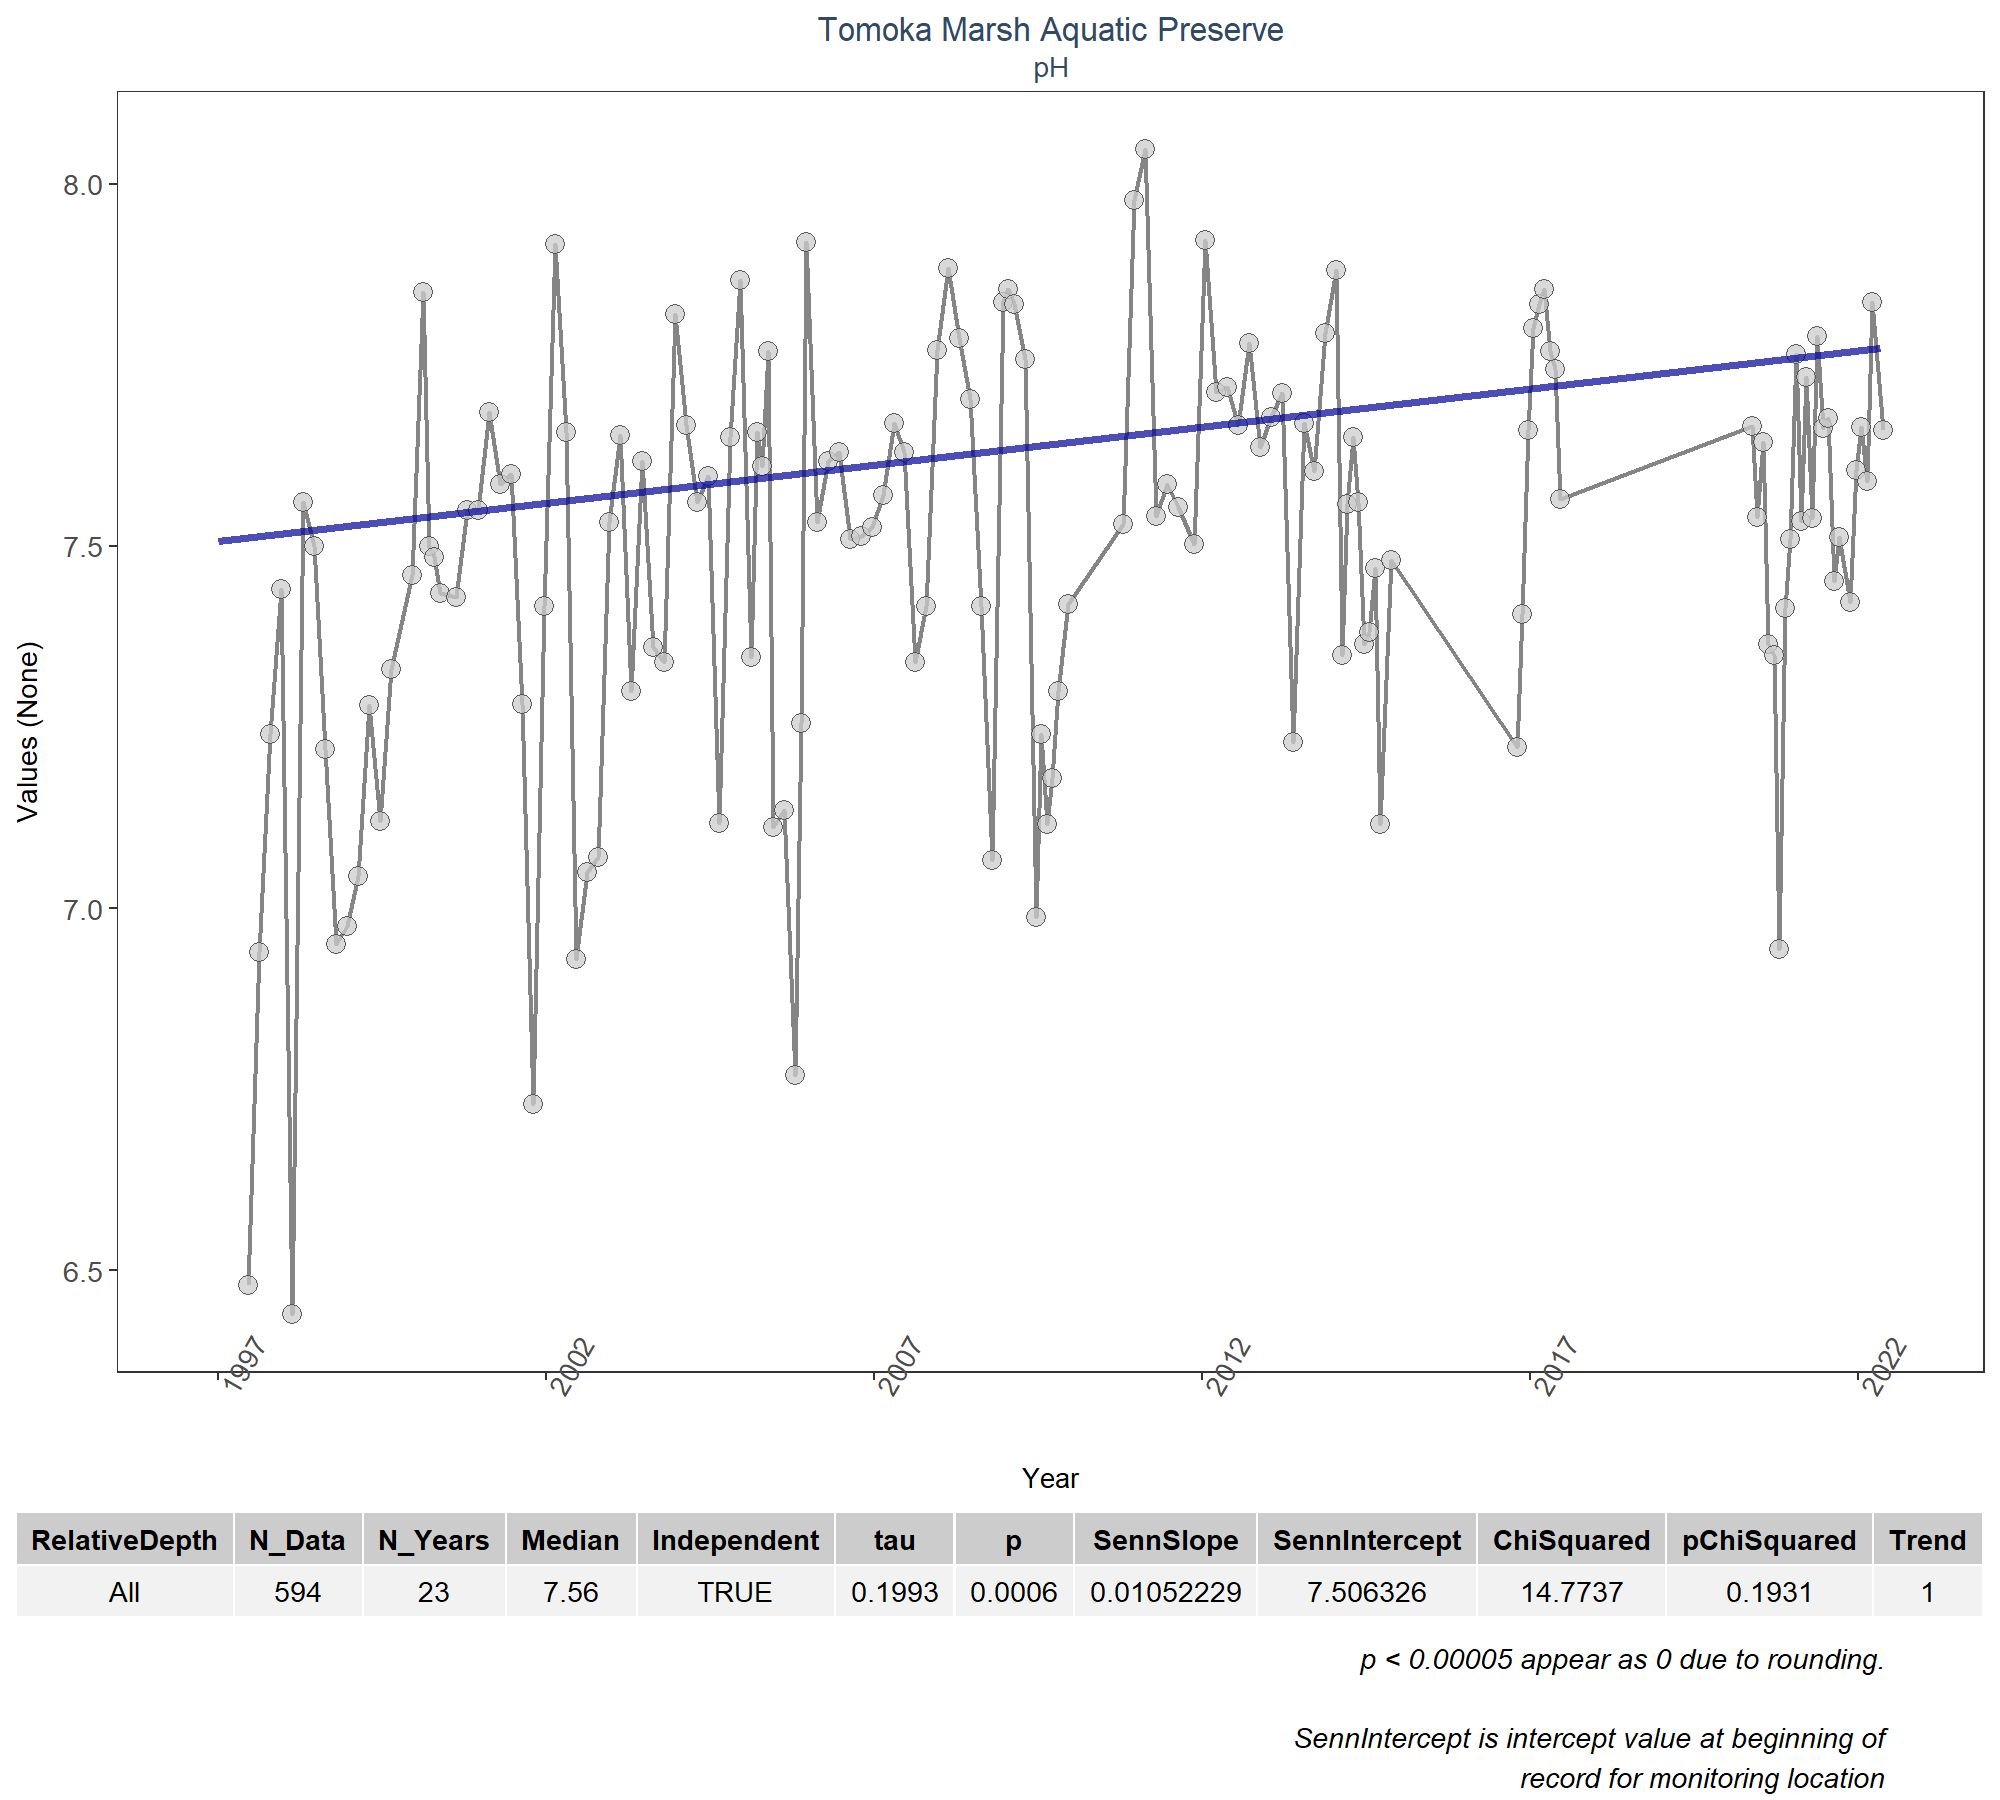 Tomoka Marsh Aquatic Preserve
pH
8.0
7.5
7.0
6.5
Values (None)
1997 2002 2007 2012 2017 2022
Year
RelativeDepth N_Data N_Years Median Independent tau p SennSlope SennIntercept ChiSquared pChiSquared Trend
All 594 23 7.56 TRUE 0.1993 0.0006 0.01052229 7.506326 14.7737 0.1931 1
p < 0.00005 appear as 0 due to rounding.
SennIntercept is intercept value at beginning of
record for monitoring location